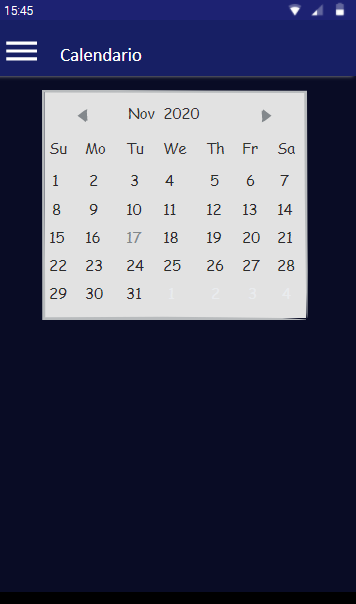 15:45
Calendario
Nov 2020
Su Mo Tu We Th Fr Sa
1 2 3 4 5 6 7
8 9 10 11 12 13 14
15 16 17 18 19 20 21
22 23 24 25 26 27 28
29 30 31 1 2 3 4